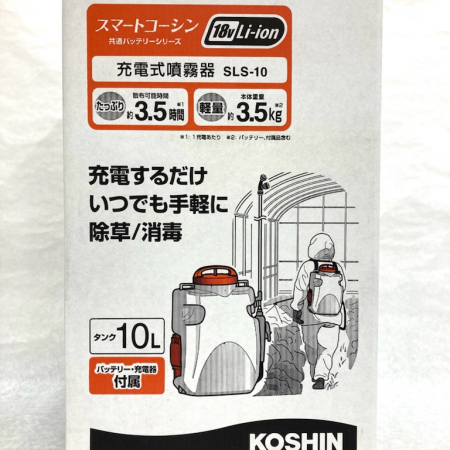 スマートコーシン
共通バッテリーシリーズ
18V Li-ion
充電式噴霧器 SLS-10
散布可能時間
たっぷり 約3.5時間※1
本体重量
軽量 約3.5kg※2
※1:1充電あたり ※2:バッテリー、付属品含む
充電するだけ
いつでも手軽に
除草/消毒
タンク10L
バッテリー・充電器
付属
KOSHIN